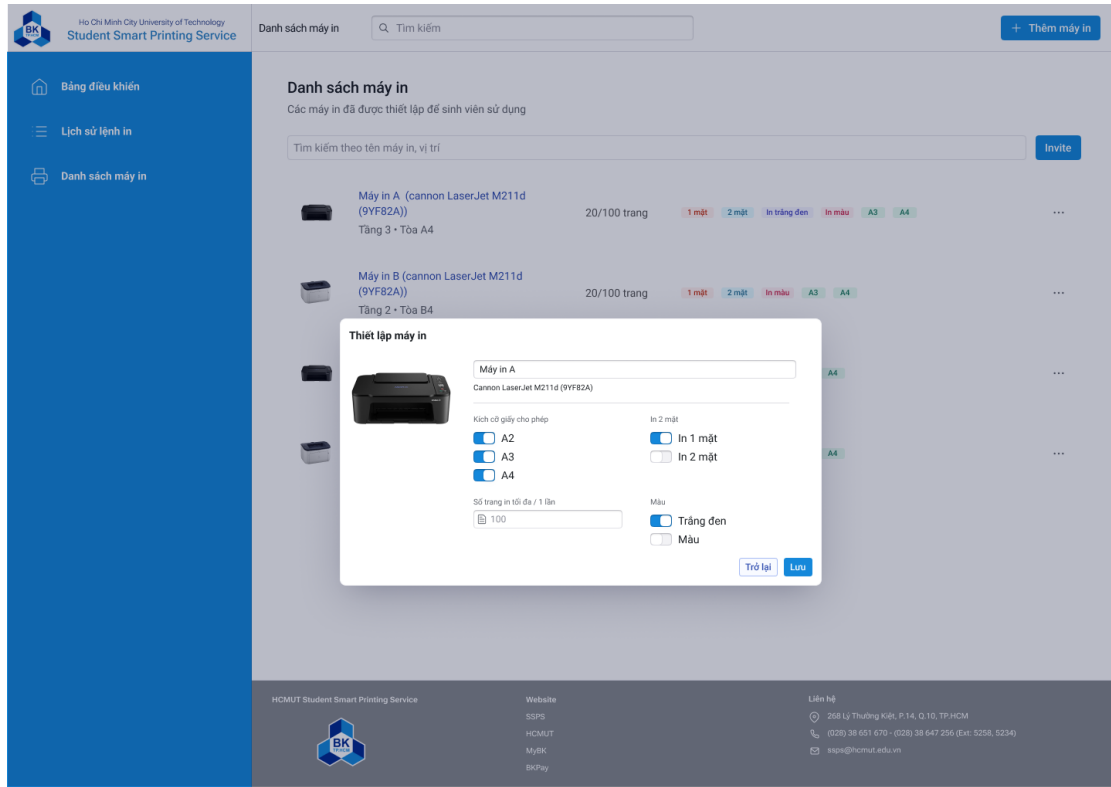 BK
TP.HCM
Ho Chi Minh City University of Technology
Student Smart Printing Service
Danh sách máy in
Tìm kiếm
+ Thêm máy in
Bảng điều khiển
Lịch sử lệnh in
Danh sách máy in
Danh sách máy in
Các máy in đã được thiết lập để sinh viên sử dụng
Tìm kiếm theo tên máy in, vị trí
Invite
Máy in A (cannon LaserJet M211d
(9YF82A))
Tầng 3 • Tòa A4
20/100 trang
1 mặt 2 mặt In trắng đen In màu A3 A4
...
Máy in B (cannon LaserJet M211d
(9YF82A))
Tầng 2 • Tòa B4
20/100 trang
1 mặt 2 mặt In màu A3 A4
...
A4
...
A4
...
Thiết lập máy in
Máy in A
Cannon LaserJet M211d (9YF82A)
Kích cỡ giấy cho phép
A2
A3
A4
In 2 mặt
In 1 mặt
In 2 mặt
Số trang in tối đa / 1 lần
100
Màu
Trắng đen
Màu
Trở lại
Lưu
HCMUT Student Smart Printing Service
BK
TP.HCM
Website
SSPS
HCMUT
MyBK
BKPay
Liên hệ
268 Lý Thường Kiệt, P.14, Q.10, TP.HCM
(028) 38 651 670 - (028) 38 647 256 (Ext: 5258, 5234)
ssps@hcmut.edu.vn